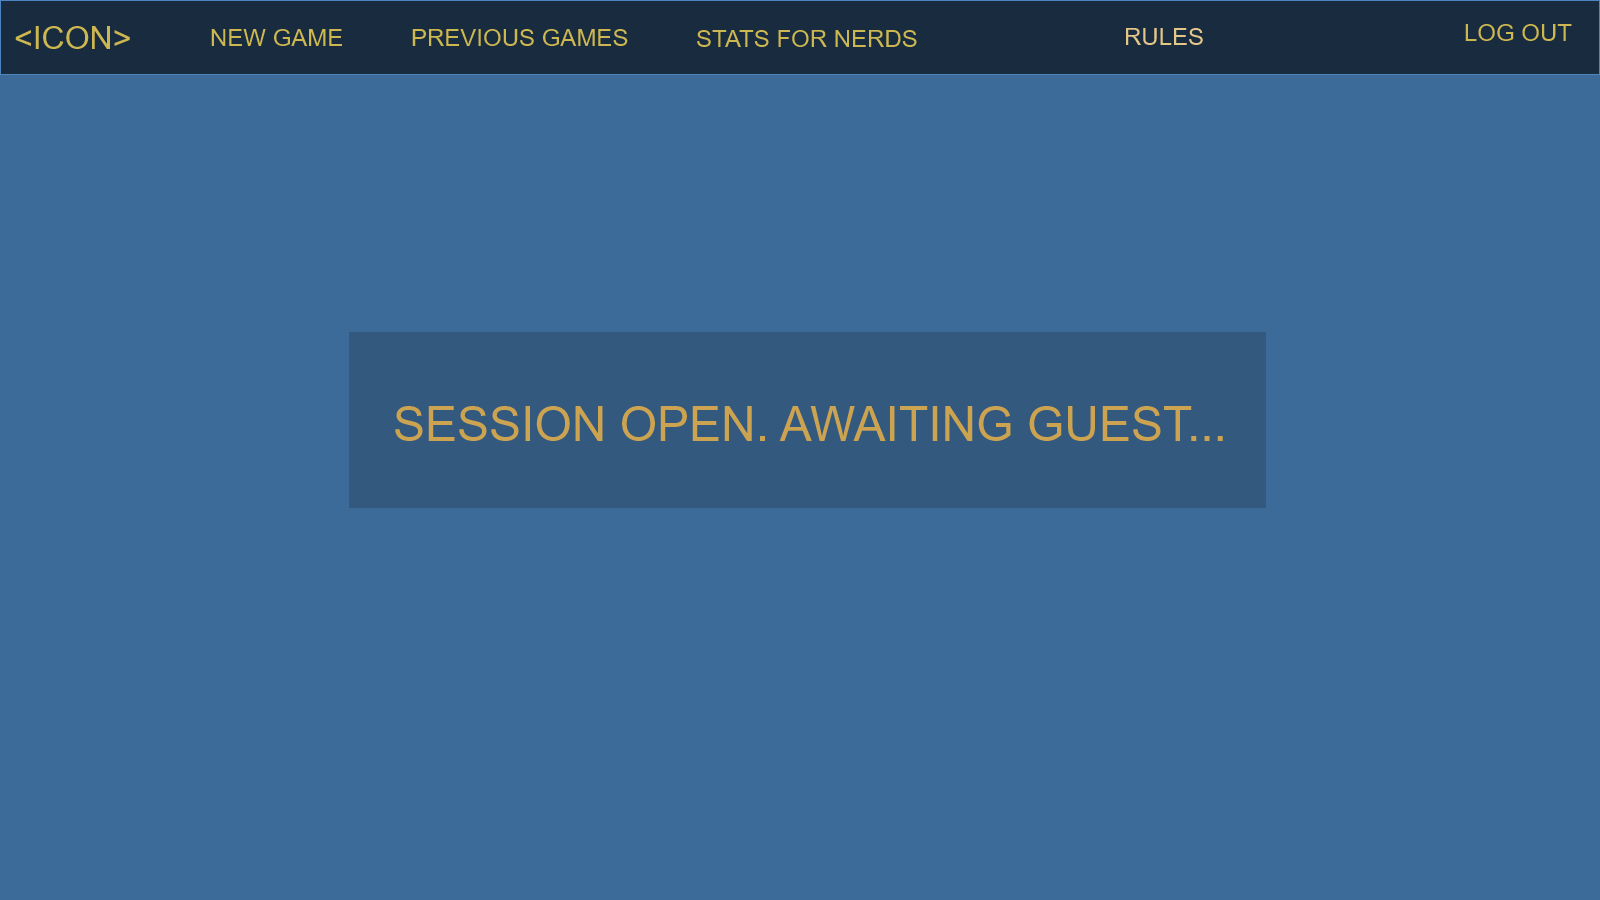 <ICON> NEW GAME PREVIOUS GAMES STATS FOR NERDS RULES LOG OUT
SESSION OPEN. AWAITING GUEST...